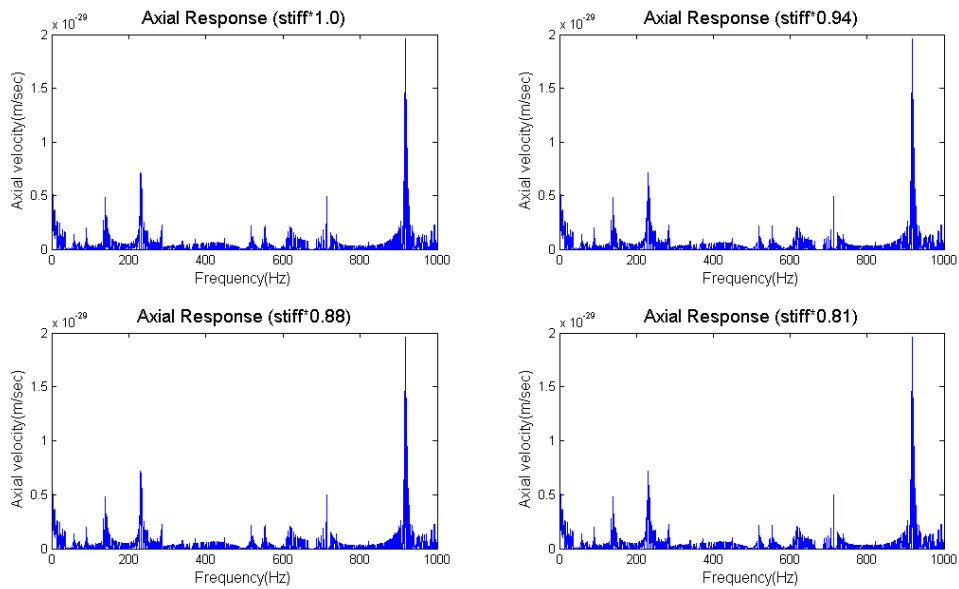 Axial Response (stiff*1.0)
x 10-29
2
1.5
1
0.5
0
Axial velocity(m/sec)
0 200 400 600 800 1000
Frequency(Hz)
Axial Response (stiff*0.94)
x 10-29
2
1.5
1
0.5
0
Axial velocity(m/sec)
0 200 400 600 800 1000
Frequency(Hz)
Axial Response (stiff*0.88)
x 10-29
2
1.5
1
0.5
0
Axial velocity(m/sec)
0 200 400 600 800 1000
Frequency(Hz)
Axial Response (stiff*0.81)
x 10-29
2
1.5
1
0.5
0
Axial velocity(m/sec)
0 200 400 600 800 1000
Frequency(Hz)